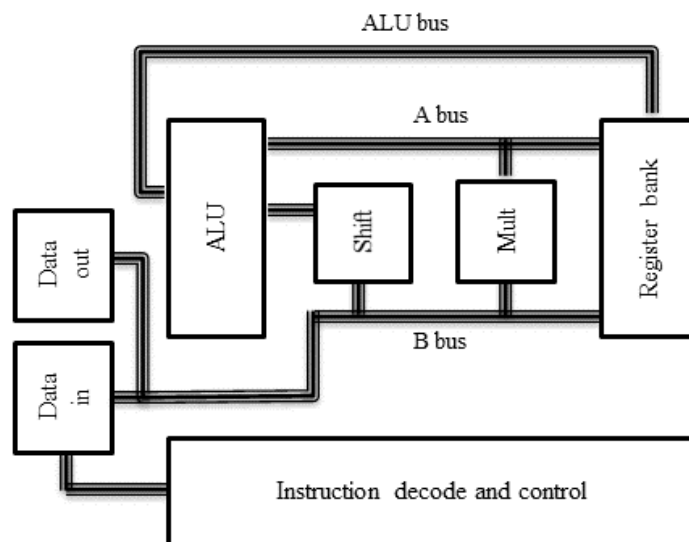 ALU bus
A bus
ALU
Shift
Mult
Register bank
Data
out
B bus
Data
in
Instruction decode and control